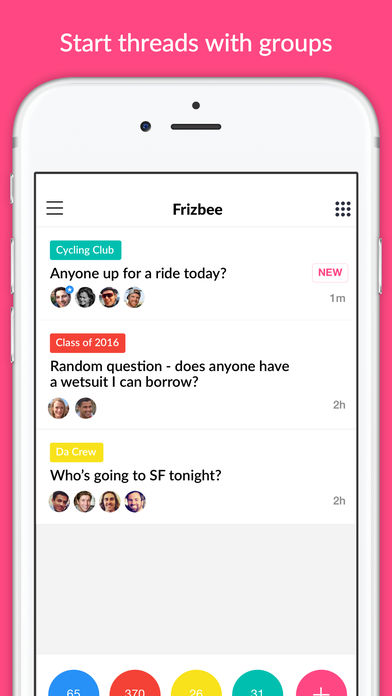 Start threads with groups
Frizbee
Cycling Club
Anyone up for a ride today?
NEW
1m
Class of 2016
Random question - does anyone have
a wetsuit I can borrow?
2h
Da Crew
Who's going to SF tonight?
2h
65 370 26 31 +